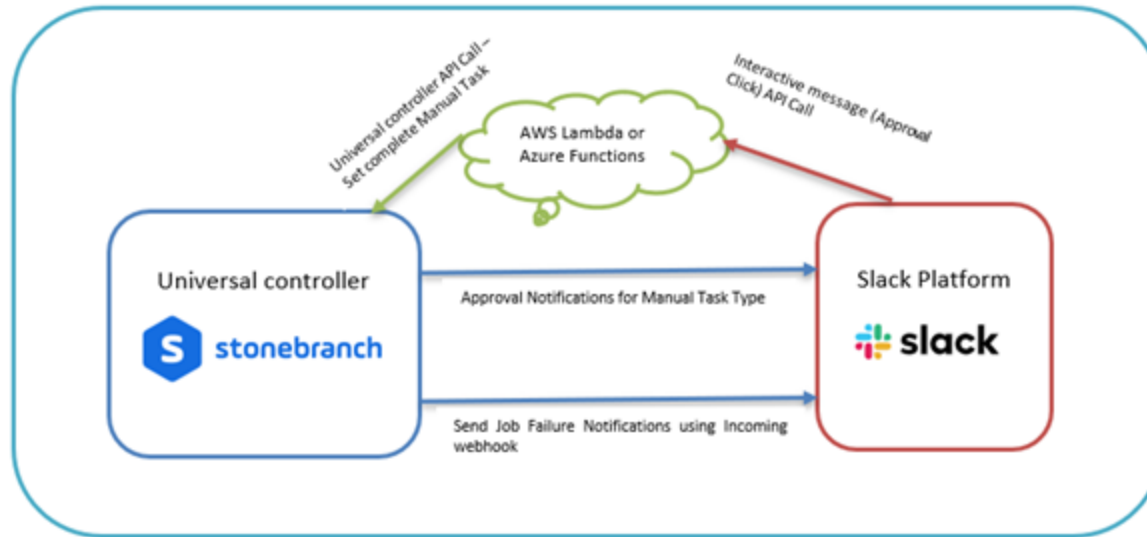 Universal controller API Call –
Set complete Manual Task
Interactive message (Approval
Click) API Call
AWS Lambda or
Azure Functions
Universal controller
S stonebranch
Approval Notifications for Manual Task Type
Slack Platform
slack
Send Job Failure Notifications using Incoming
webhook